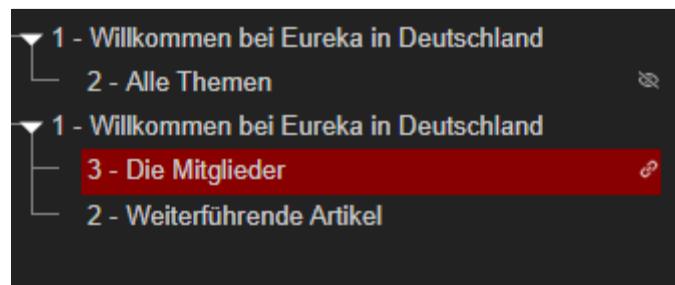 1 - Willkommen bei Eureka in Deutschland
2 - Alle Themen
1 - Willkommen bei Eureka in Deutschland
3 - Die Mitglieder
2 - Weiterführende Artikel